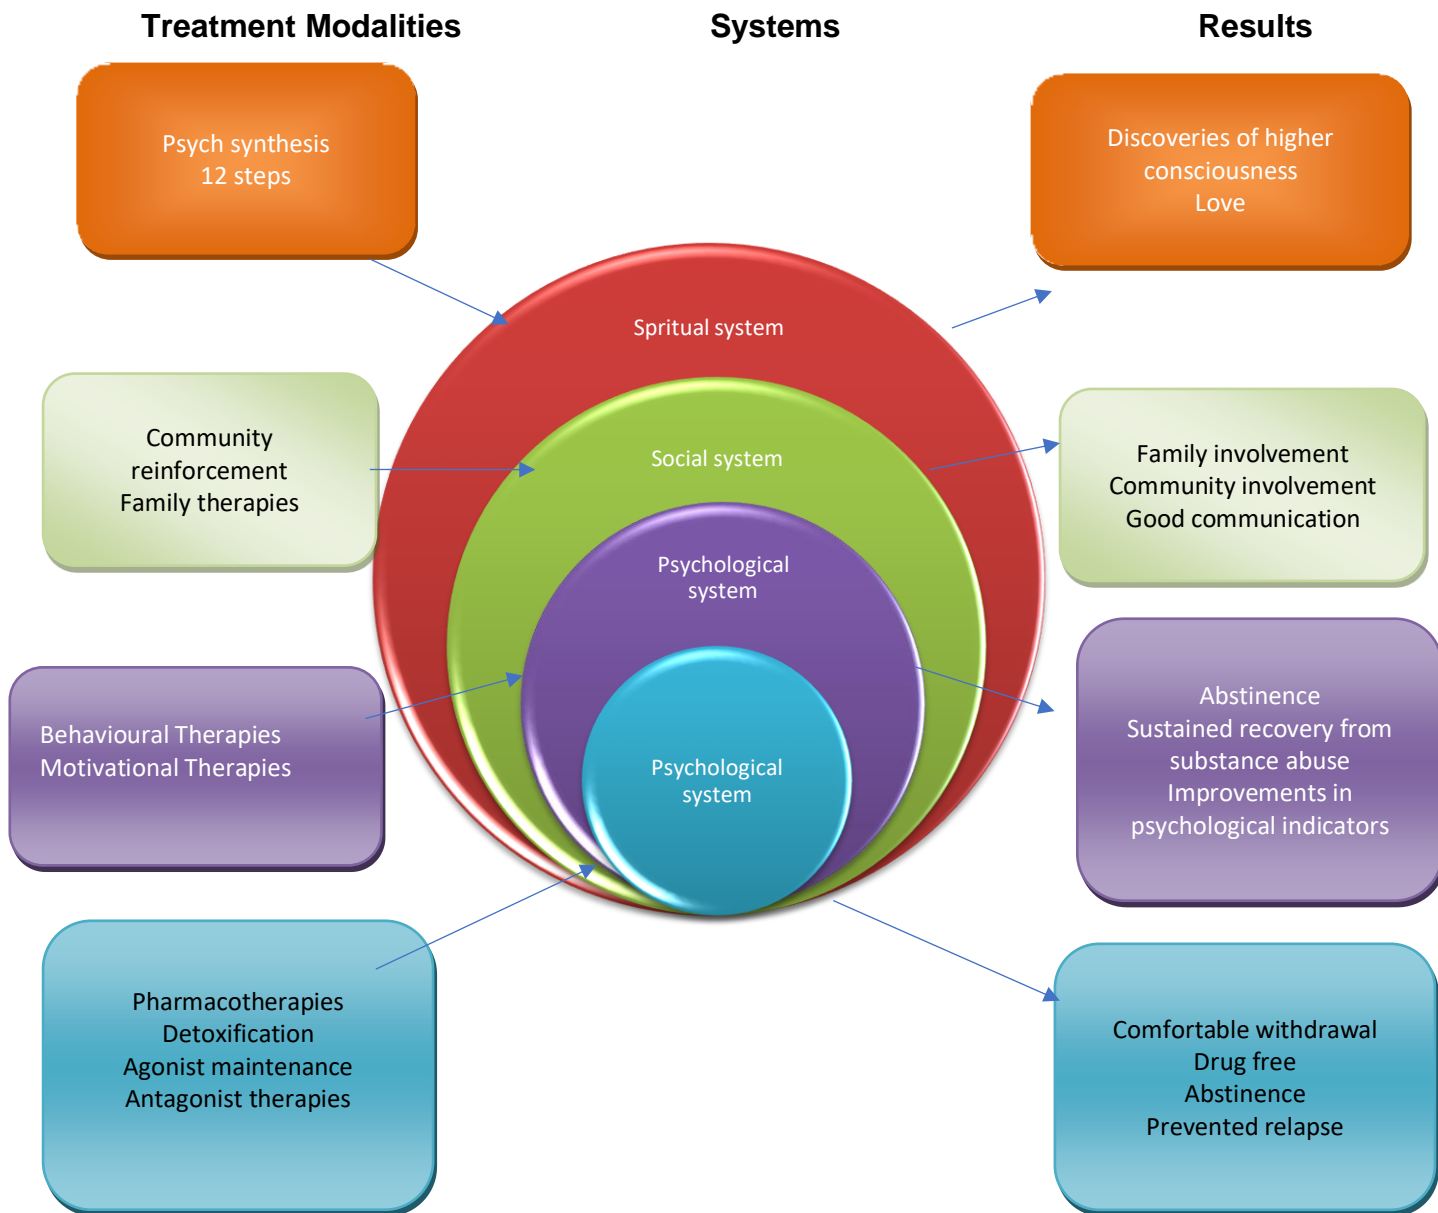 Treatment Modalities
Systems
Results
Psych synthesis
12 steps
Discoveries of higher
consciousness
Love
Spritual system
Community
reinforcement
Family therapies
Social system
Family involvement
Community involvement
Good communication
Psychological
system
Behavioural Therapies
Motivational Therapies
Abstinence
Sustained recovery from
substance abuse
Improvements in
psychological indicators
Psychological
system
Pharmacotherapies
Detoxification
Agonist maintenance
Antagonist therapies
Comfortable withdrawal
Drug free
Abstinence
Prevented relapse